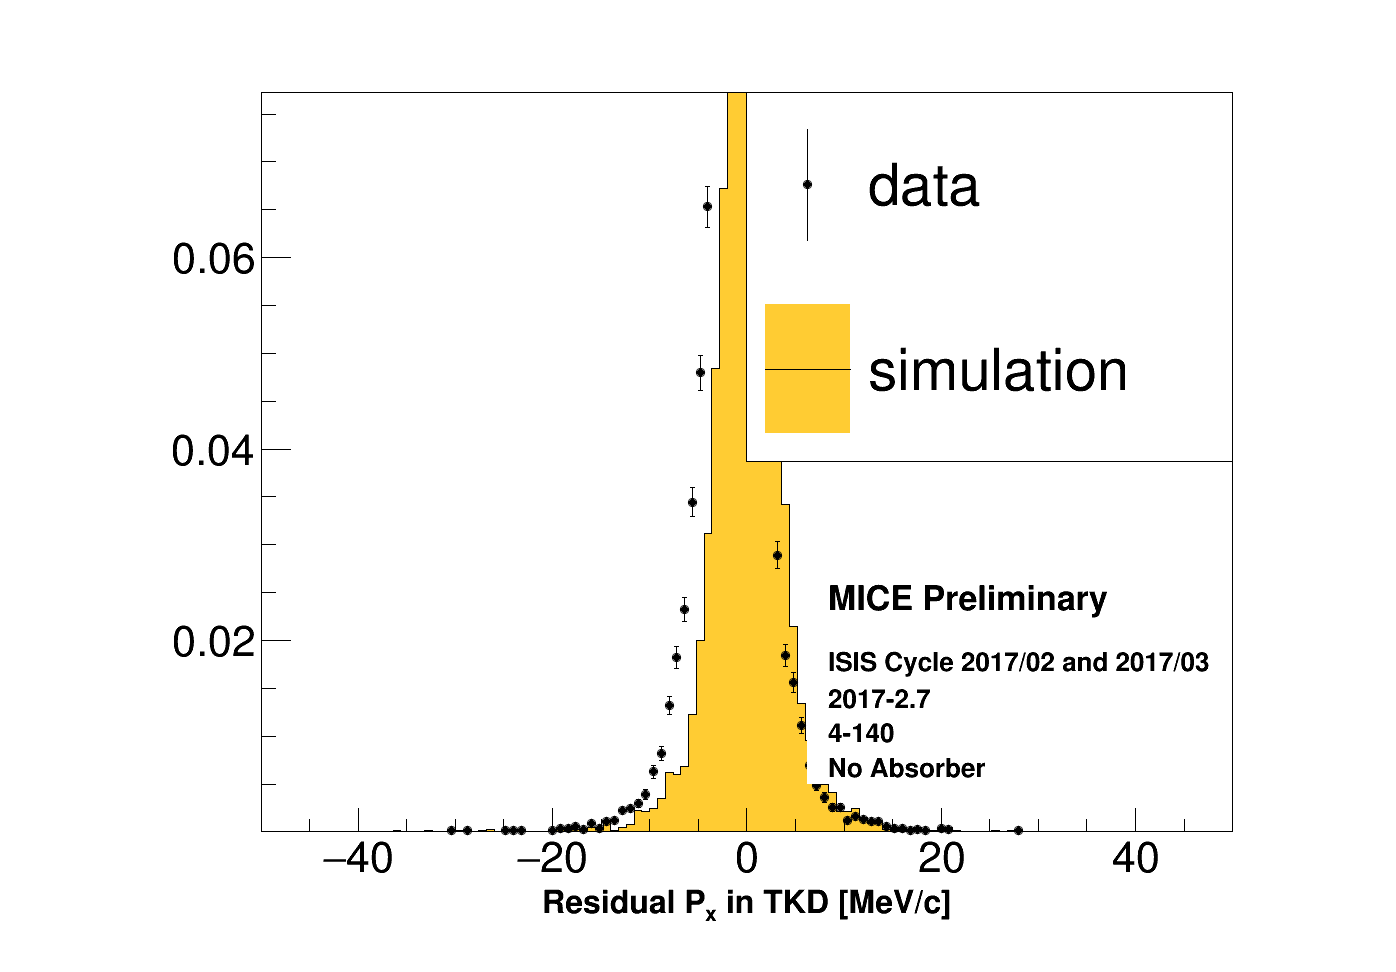 data
simulation
0.06
0.04
0.02
MICE Preliminary
ISIS Cycle 2017/02 and 2017/03
2017-2.7
4-140
No Absorber
−40 −20 0 20 40
Residual Px in TKD [MeV/c]